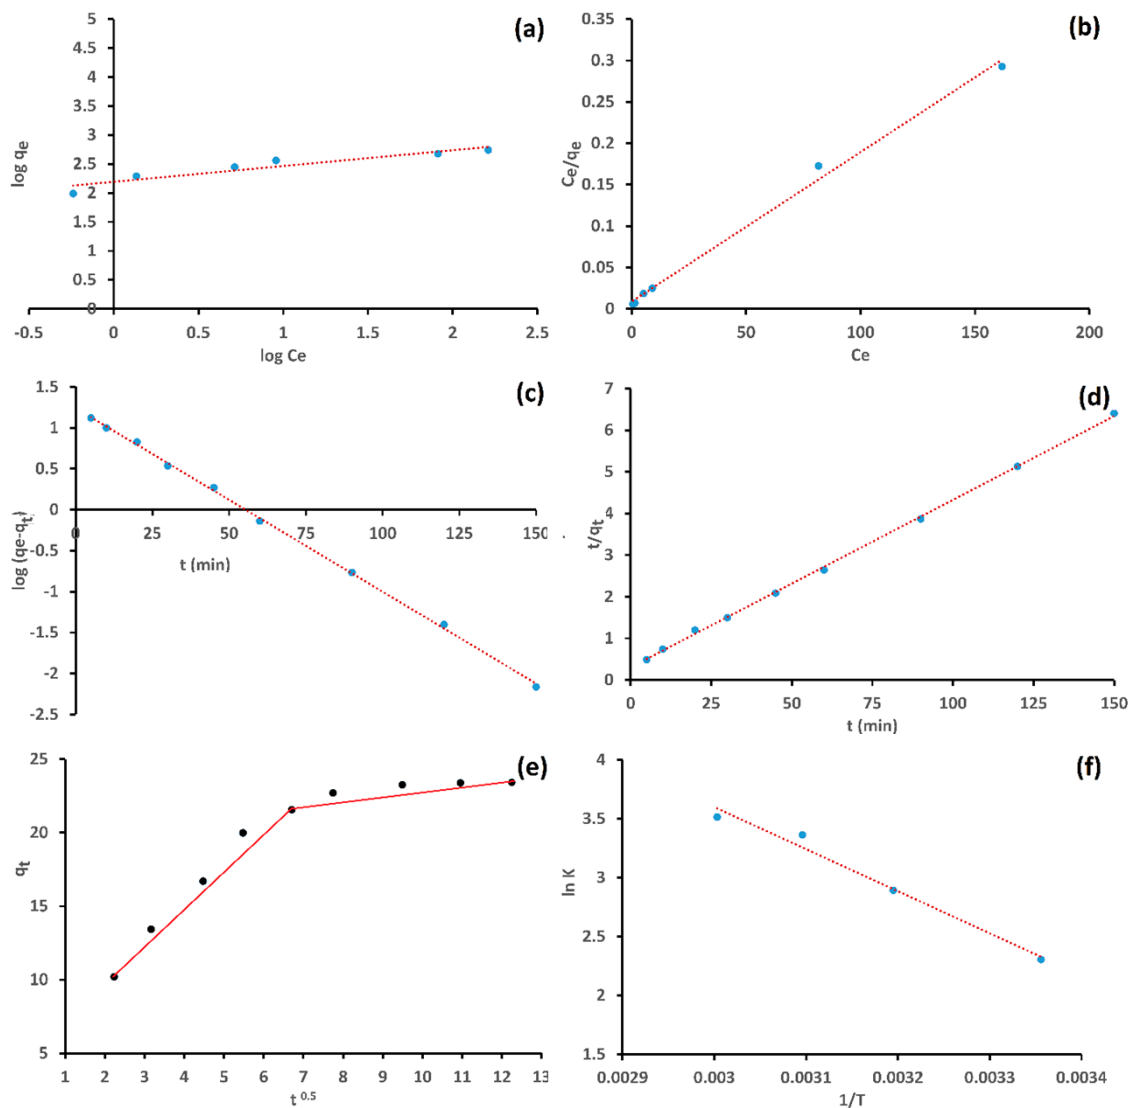 (a)
5
4.5
4
3.5
3
2.5
2
1.5
1
0.5
0
log qe
-0.5 0 0.5 1 1.5 2 2.5
log Ce
(b)
0.35
0.3
0.25
0.2
0.15
0.1
0.05
0
Ce/qe
0 50 100 150 200
Ce
(c)
1.5
1
0.5
0
-0.5
-1
-1.5
-2
-2.5
log (qe-qt)
0 25 50 75 100 125 150
t (min)
(d)
7
6
5
4
3
2
1
0
t/qt
0 25 50 75 100 125 150
t (min)
(e)
25
20
15
10
5
qt
1 2 3 4 5 6 7 8 9 10 11 12 13
t 0.5
(f)
4
3.5
3
2.5
2
1.5
ln K
0.0029 0.003 0.0031 0.0032 0.0033 0.0034
1/T